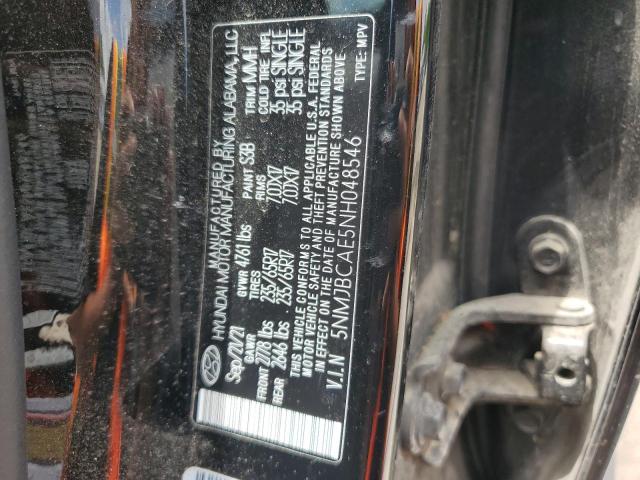 MANUFACTURED BY
HYUNDAI MOTOR MANUFACTURING ALABAMA, LLC
Sep/20/21 GVWR 4761 lbs PAINT S3B TRIM MMH
GAWR TIRES RIMS COLD TIRE INFL
FRONT 2778 lbs 235/65R17 7.0JX17 35 psi SINGLE
REAR 2646 lbs 235/65R17 7.0JX17 35 psi SINGLE
THIS VEHICLE CONFORMS TO ALL APPLICABLE U.S.A. FEDERAL
MOTOR VEHICLE SAFETY AND THEFT PREVENTION STANDARDS
IN EFFECT ON THE DATE OF MANUFACTURE SHOWN ABOVE
V.I.N 5NMJBCAE5NH048546 TYPE: MPV